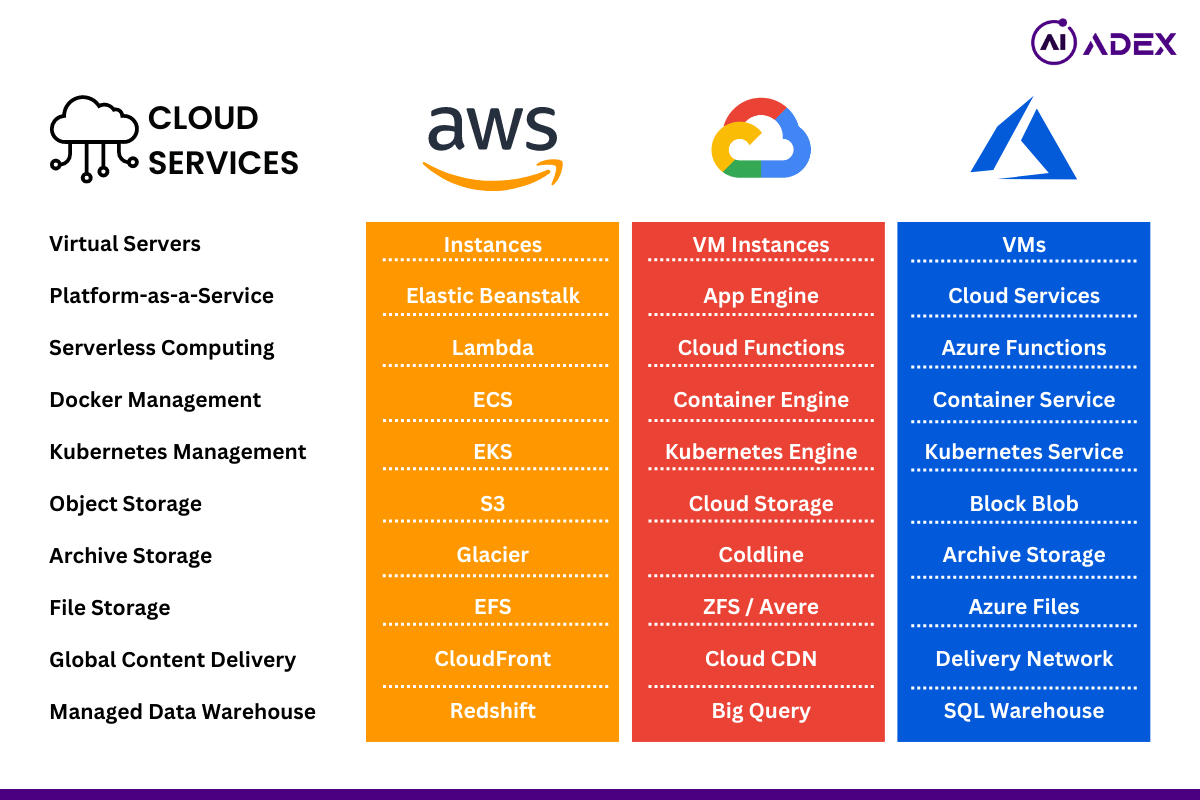 AI ADEX
CLOUD
SERVICES
aws
Virtual Servers Instances VM Instances VMs
Platform-as-a-Service Elastic Beanstalk App Engine Cloud Services
Serverless Computing Lambda Cloud Functions Azure Functions
Docker Management ECS Container Engine Container Service
Kubernetes Management EKS Kubernetes Engine Kubernetes Service
Object Storage S3 Cloud Storage Block Blob
Archive Storage Glacier Coldline Archive Storage
File Storage EFS ZFS / Avere Azure Files
Global Content Delivery CloudFront Cloud CDN Delivery Network
Managed Data Warehouse Redshift Big Query SQL Warehouse